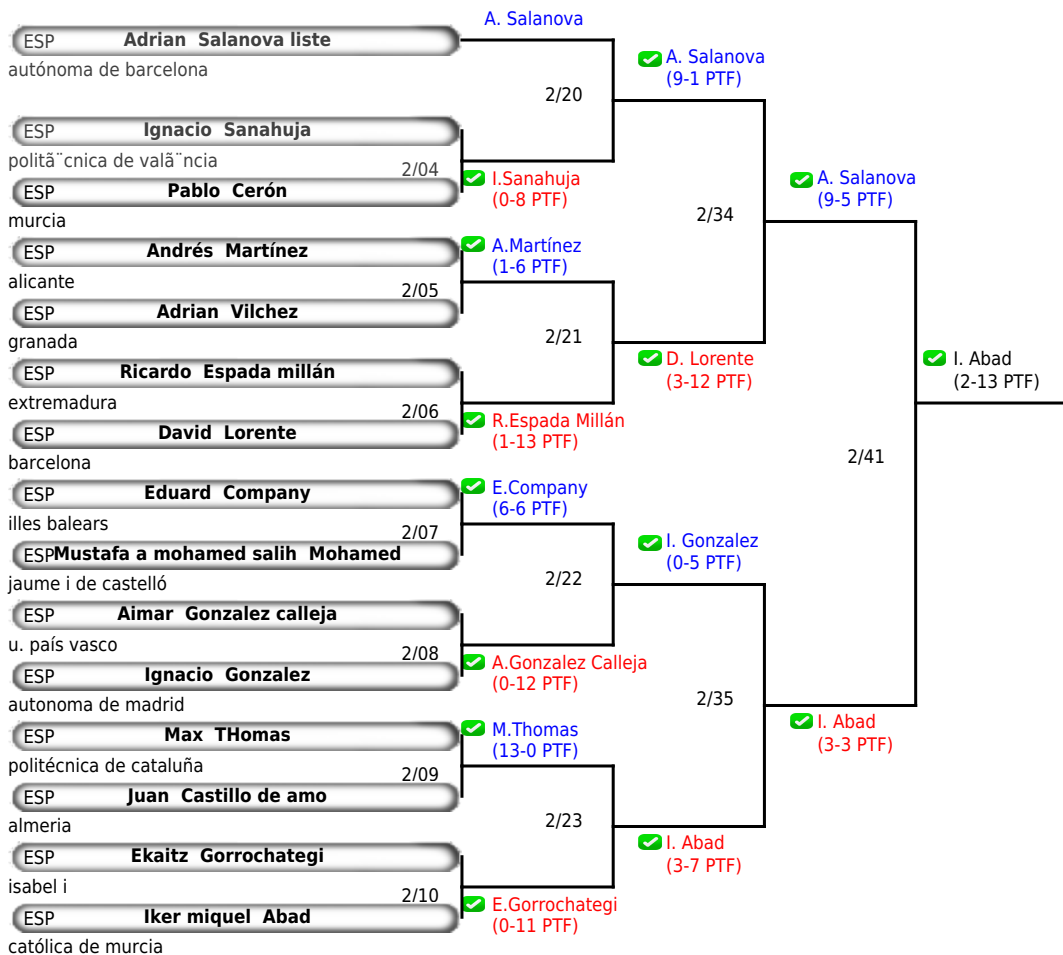 A. Salanova
ESP Adrian Salanova liste
autónoma de barcelona
A. Salanova
(9-1 PTF)
2/20
ESP Ignacio Sanahuja
politã¨cnica de valã¨ncia
2/04
ESP Pablo Cerón
I.Sanahuja
(0-8 PTF)
murcia
A. Salanova
(9-5 PTF)
2/34
ESP Andrés Martínez
A.Martínez
(1-6 PTF)
alicante
2/05
ESP Adrian Vilchez
granada
2/21
D. Lorente
(3-12 PTF)
I. Abad
(2-13 PTF)
ESP Ricardo Espada millán
extremadura
2/06
ESP David Lorente
R.Espada Millán
(1-13 PTF)
barcelona
2/41
ESP Eduard Company
E.Company
(6-6 PTF)
illes balears
2/07
ESP Mustafa a mohamed salih Mohamed
jaume i de castelló
I. Gonzalez
(0-5 PTF)
2/22
ESP Aimar Gonzalez calleja
u. país vasco
2/08
ESP Ignacio Gonzalez
A.Gonzalez Calleja
(0-12 PTF)
autonoma de madrid
2/35
I. Abad
(3-3 PTF)
ESP Max THomas
M.Thomas
(13-0 PTF)
politécnica de cataluña
2/09
ESP Juan Castillo de amo
almeria
2/23
I. Abad
(3-7 PTF)
ESP Ekaitz Gorrochategi
isabel i
2/10
ESP Iker miquel Abad
E.Gorrochategi
(0-11 PTF)
católica de murcia